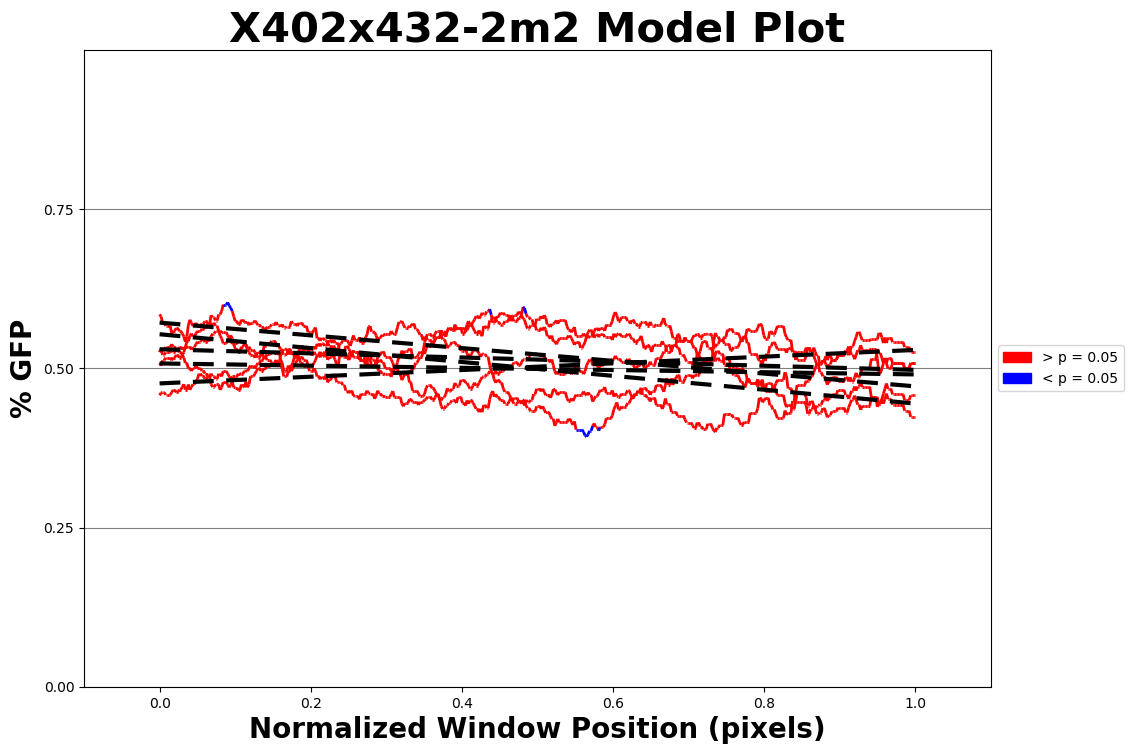 X402x432-2m2 Model Plot
% GFP
0.75
0.50
0.25
0.00
0.0 0.2 0.4 0.6 0.8 1.0
Normalized Window Position (pixels)
> p = 0.05
< p = 0.05